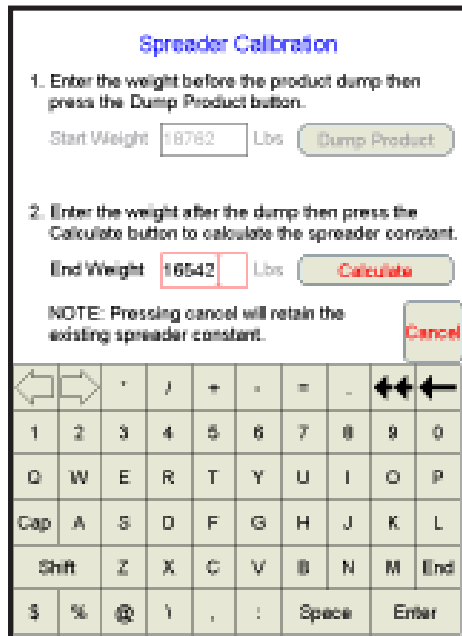 Spreader Calibration
1. Enter the weight before the product dump then
press the Dump Product button.
Start Weight 18762 Lbs Dump Product
2. Enter the weight after the dump then press the
Calculate button to calculate the spreader constant.
End Weight 16542 Lbs Calculate
NOTE: Pressing cancel will retain the
existing spreader constant.
Cancel
/ + - = 
1 2 3 4 5 6 7 8 9 0
Q W E R T Y U I O P
Cap A S D F G H J K L
Shift Z X C V B N M End
$ % @ \ , : Space Enter